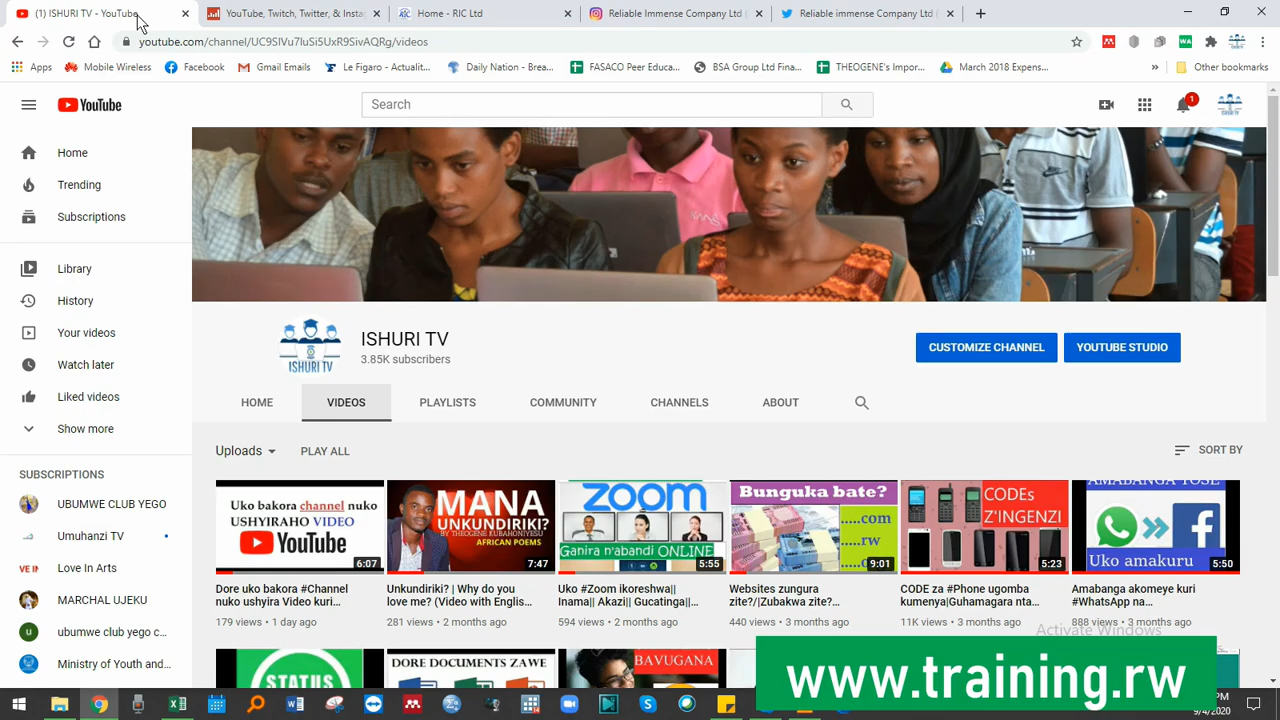 (1) ISHURI TV - YouTube
YouTube, Twitch, Twitter, & Insta
Home - RIC Ltd
Reliable Immense Company Ltd (
Reliable immense Company Ltd (
youtube.com/channel/UC9SIVu7luSi5UxR9SivAQRg/videos
Apps
Mobile Wireless
Facebook
Gmail Emails
Le Figaro - Actualit...
Daily Nation - Brea...
FASACO Peer Educa...
BSA Group Ltd Fina...
THEOGENE's Impor...
March 2018 Expens...
»
Other bookmarks
YouTube
Search
1
Home
Trending
Subscriptions
Library
History
Your videos
Watch later
Liked videos
Show more
SUBSCRIPTIONS
UBUMWE CLUB YEGO
Umuhanzi TV
Love In Arts
MARCHAL UJEKU
ubumwe club yego c...
Ministry of Youth and...
ISHURI TV
ISHURI TV
3.85K subscribers
CUSTOMIZE CHANNEL
YOUTUBE STUDIO
HOME
VIDEOS
PLAYLISTS
COMMUNITY
CHANNELS
ABOUT
Uploads
PLAY ALL
SORT BY
Uko bakora channel nuko
USHYIRAHO VIDEO
YouTube
6:07
Dore uko bakora #Channel
nuko ushyira Video kuri...
179 views • 1 day ago
MANA
UNKUNDIRIKI?
BY THEOGENE KUBAHONIYESU
AFRICAN POEMS
7:47
Unkundiriki? | Why do you
love me? (Video with Englis...
281 views • 2 months ago
zoom
Ganira n'abandi ONLINE
5:55
Uko #Zoom ikoreshwa||
Inama|| Akazi|| Gucatinga||...
594 views • 2 months ago
Bunguka bate?
.....com
....rw
9:01
Websites zungura
zite?/|Zubakwa zite?...
440 views • 3 months ago
CODEs
Z'INGENZI
5:23
CODE za #Phone ugomba
kumenya|Guhamagara nta...
11K views • 3 months ago
AMABANGA YOSE
Uko amakuru
5:50
Amabanga akomeye kuri
#WhatsApp na...
888 views • 3 months ago
STATUS
DORE DOCUMENTS ZAWE
BAVUGANA
Activate Windows
www.training.rw
PM
9/4/2020